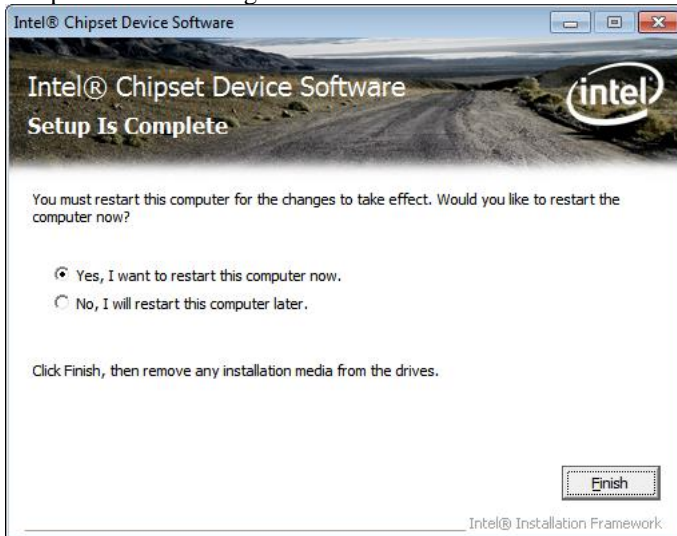 Intel® Chipset Device Software
Intel® Chipset Device Software
intel
Setup Is Complete
You must restart this computer for the changes to take effect. Would you like to restart the
computer now?
Yes, I want to restart this computer now.
No, I will restart this computer later.
Click Finish, then remove any installation media from the drives.
Finish
Intel® Installation Framework